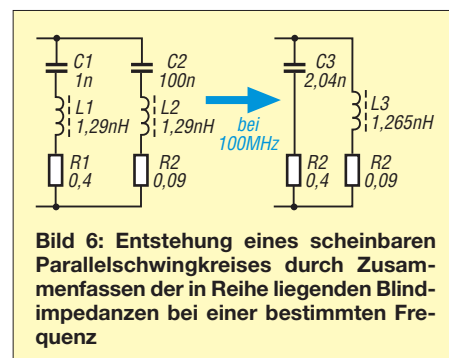 C1
1n
C2
100n
C3
2,04n
L1
1,29nH
L2
1,29nH
bei
100MHz
L3
1,265nH
R1
0,4
R2
0,09
R2
0,4
R2
0,09
Bild 6: Entstehung eines scheinbaren
Parallelschwingkreises durch Zusam-
menfassen der in Reihe liegenden Blind-
impedanzen bei einer bestimmten Fre-
quenz